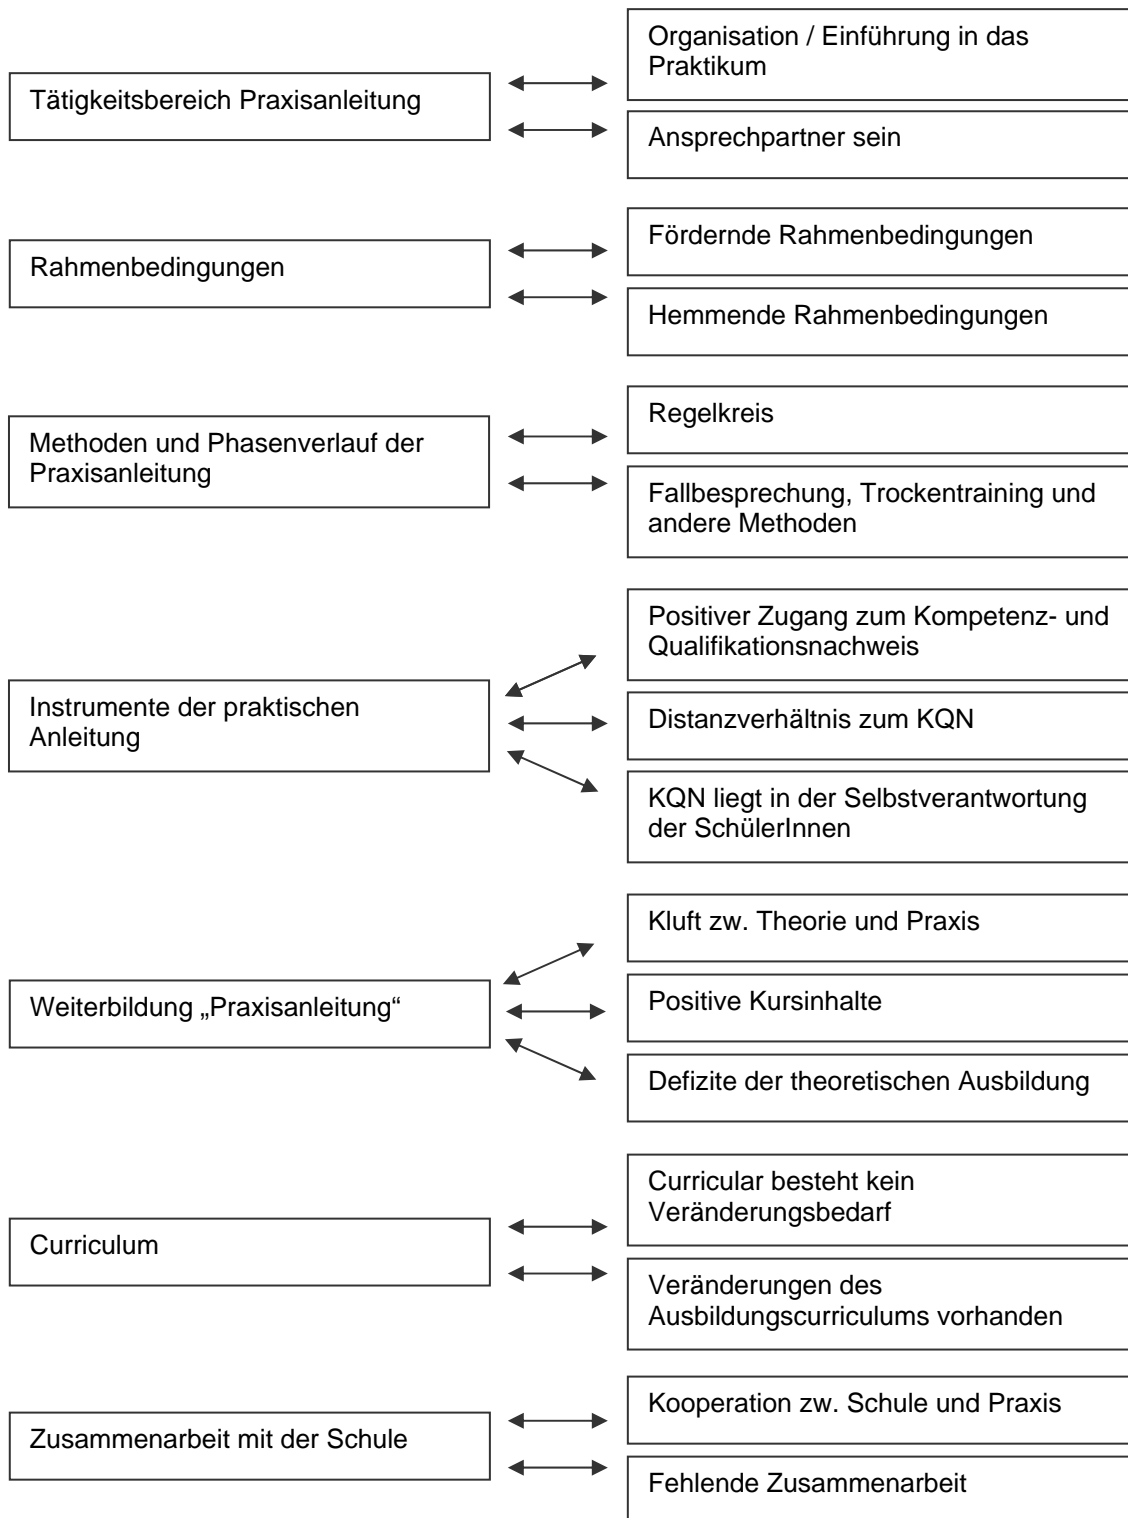 Organisation / Einführung in das
Praktikum
Tätigkeitsbereich Praxisanleitung
Ansprechpartner sein
Fördernde Rahmenbedingungen
Rahmenbedingungen
Hemmende Rahmenbedingungen
Regelkreis
Methoden und Phasenverlauf der
Praxisanleitung
Fallbesprechung, Trockentraining und
andere Methoden
Positiver Zugang zum Kompetenz- und
Qualifikationsnachweis
Instrumente der praktischen
Anleitung
Distanzverhältnis zum KQN
KQN liegt in der Selbstverantwortung
der SchülerInnen
Kluft zw. Theorie und Praxis
Weiterbildung „Praxisanleitung“
Positive Kursinhalte
Defizite der theoretischen Ausbildung
Curricular besteht kein
Veränderungsbedarf
Curriculum
Veränderungen des
Ausbildungscurriculums vorhanden
Kooperation zw. Schule und Praxis
Zusammenarbeit mit der Schule
Fehlende Zusammenarbeit